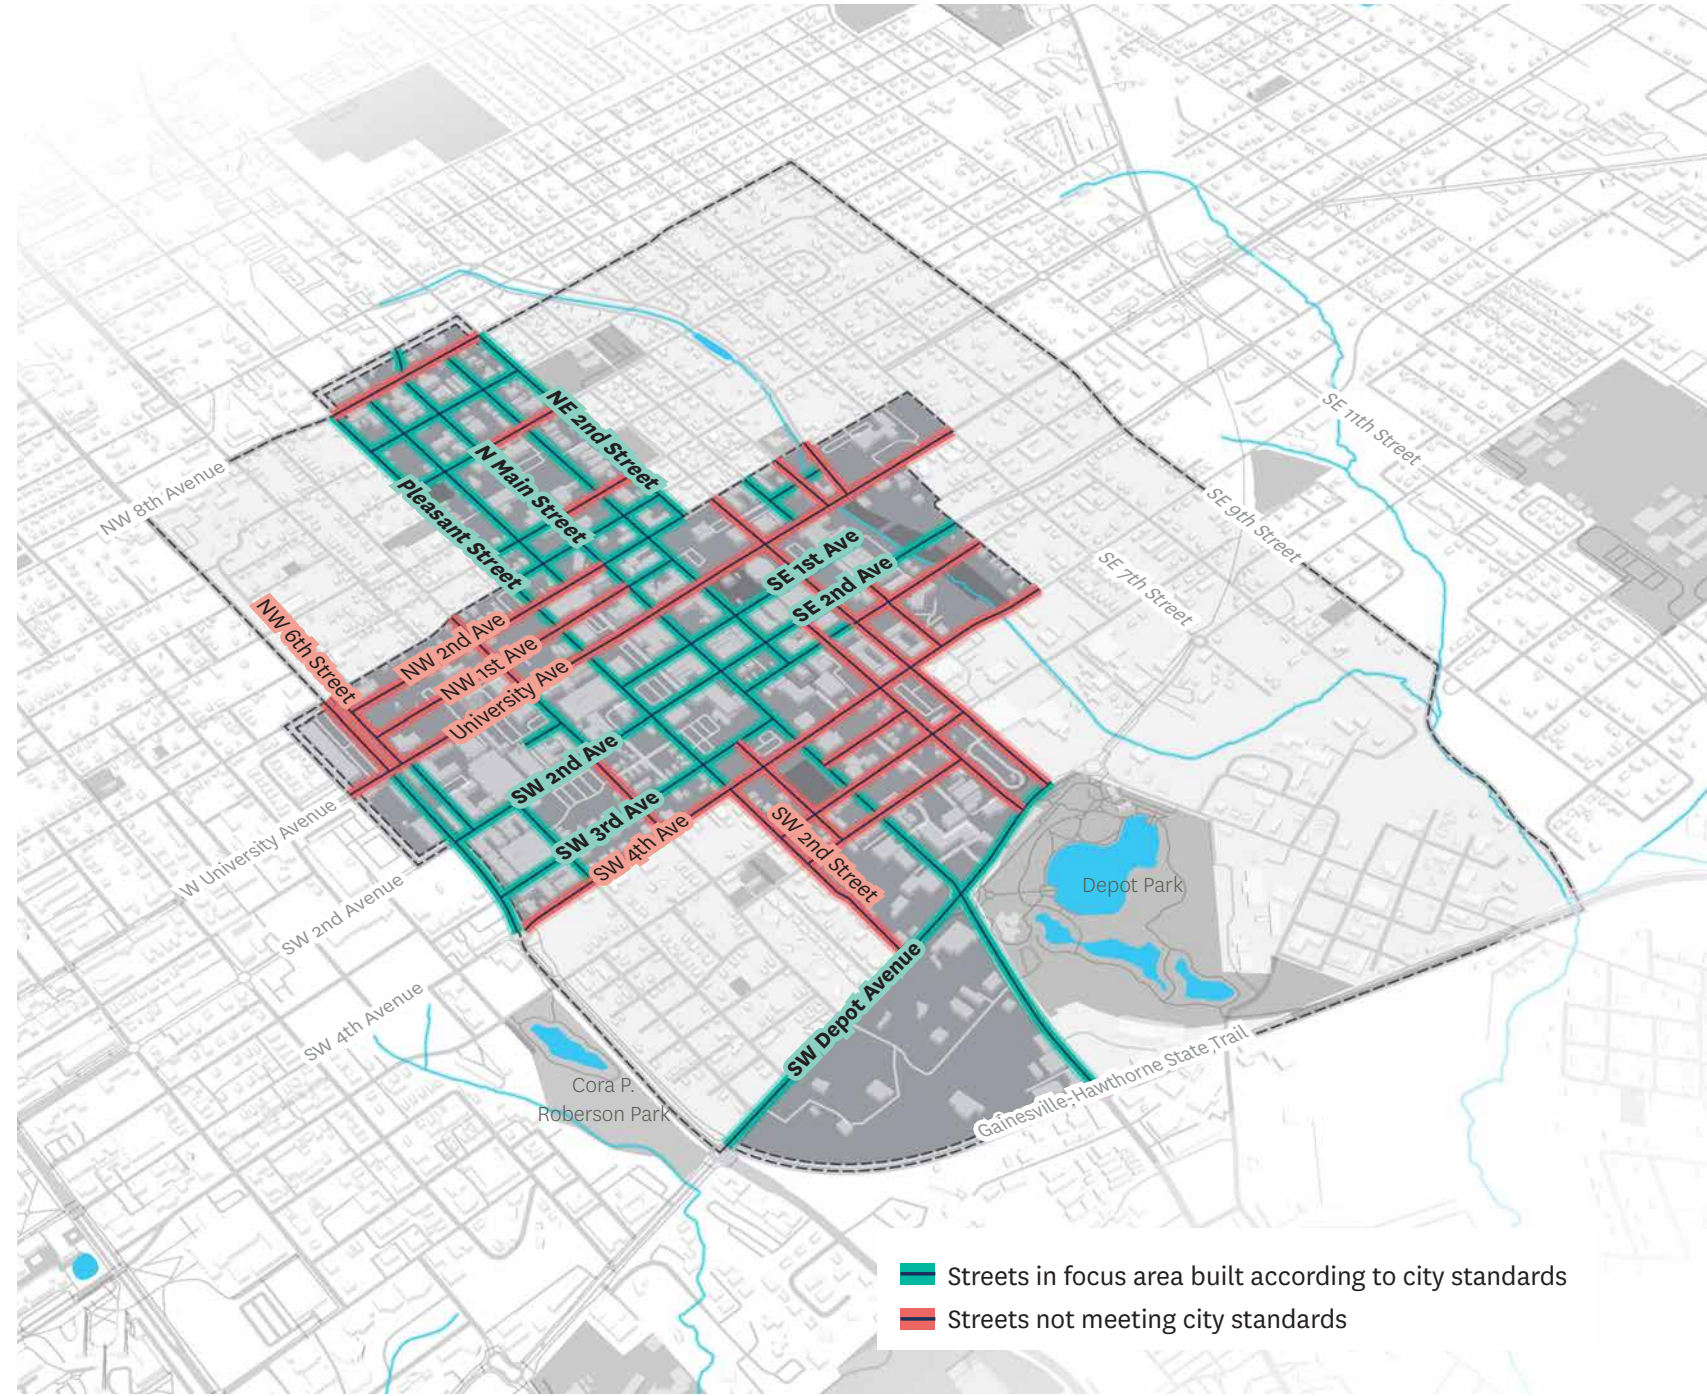 SE 11th Street
NE 2nd Street
N Main Street
NW 8th Avenue
Pleasant Street
SE 9th Street
SE 1st Ave
SE 7th Street
SE 2nd Ave
NW 6th Street
NW 2nd Ave
NW 1st Ave
University Ave
SW 2nd Ave
SW 3rd Ave
SW 4th Ave
SW 2nd Street
W University Avenue
Depot Park
SW 2nd Avenue
SW 4th Avenue
SW Depot Avenue
Cora P.
Roberson Park
Gainesville-Hawthorne State Trail
Streets in focus area built according to city standards
Streets not meeting city standards